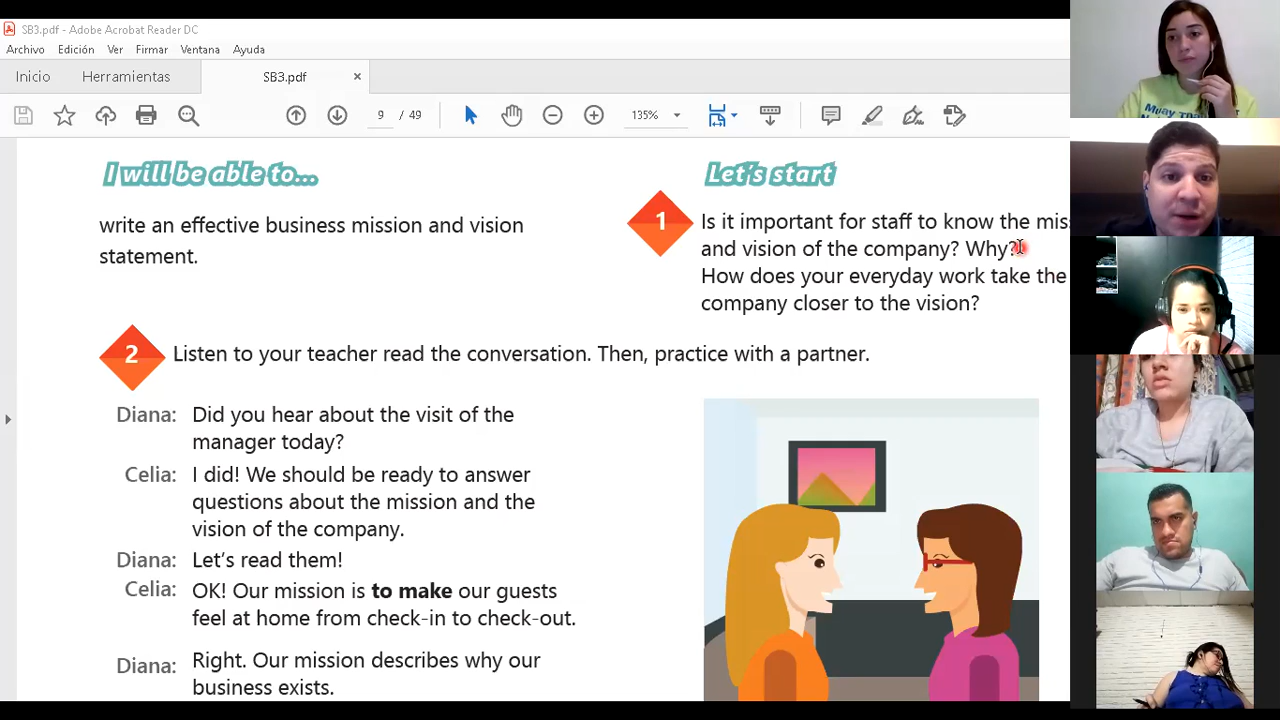 SB3.pdf - Adobe Acrobat Reader DC
Archivo Edición Ver Firmar Ventana Ayuda
Inicio Herramientas SB3.pdf ×
9 / 49 135%
I will be able to...
write an effective business mission and vision
statement.
Let's start
1 Is it important for staff to know the mis
and vision of the company? Why?
How does your everyday work take the
company closer to the vision?
2 Listen to your teacher read the conversation. Then, practice with a partner.
Diana: Did you hear about the visit of the
manager today?
Celia: I did! We should be ready to answer
questions about the mission and the
vision of the company.
Diana: Let's read them!
Celia: OK! Our mission is to make our guests
feel at home from check-in to check-out.
Diana: Right. Our mission describes why our
business exists.